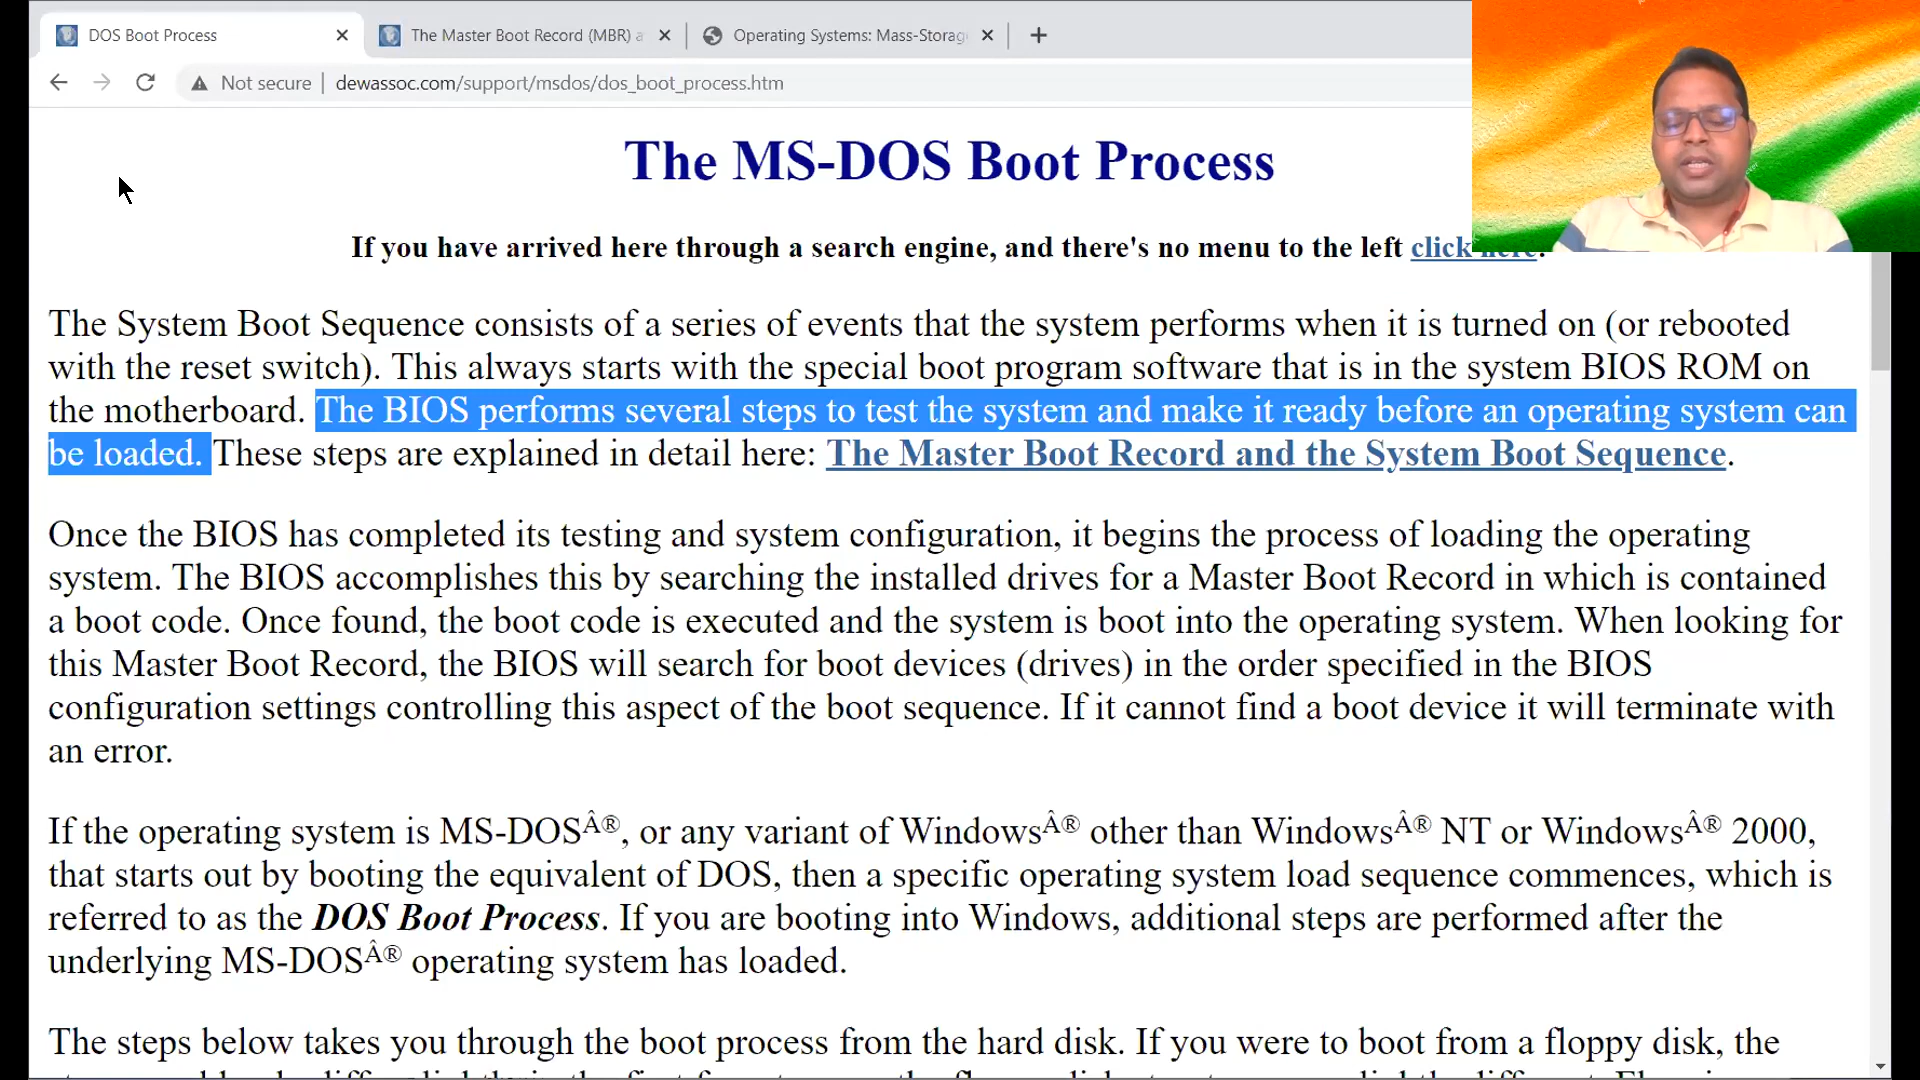 DOS Boot Process
The Master Boot Record (MBR) a
Operating Systems: Mass-Storag
Not secure | dewassoc.com/support/msdos/dos_boot_process.htm
The MS-DOS Boot Process
If you have arrived here through a search engine, and there's no menu to the left click here.
The System Boot Sequence consists of a series of events that the system performs when it is turned on (or rebooted
with the reset switch). This always starts with the special boot program software that is in the system BIOS ROM on
the motherboard. The BIOS performs several steps to test the system and make it ready before an operating system can
be loaded. These steps are explained in detail here: The Master Boot Record and the System Boot Sequence.
Once the BIOS has completed its testing and system configuration, it begins the process of loading the operating
system. The BIOS accomplishes this by searching the installed drives for a Master Boot Record in which is contained
a boot code. Once found, the boot code is executed and the system is boot into the operating system. When looking for
this Master Boot Record, the BIOS will search for boot devices (drives) in the order specified in the BIOS
configuration settings controlling this aspect of the boot sequence. If it cannot find a boot device it will terminate with
an error.
If the operating system is MS-DOSÂ®, or any variant of WindowsÂ® other than WindowsÂ® NT or WindowsÂ® 2000,
that starts out by booting the equivalent of DOS, then a specific operating system load sequence commences, which is
referred to as the DOS Boot Process. If you are booting into Windows, additional steps are performed after the
underlying MS-DOSÂ® operating system has loaded.
The steps below takes you through the boot process from the hard disk. If you were to boot from a floppy disk, the